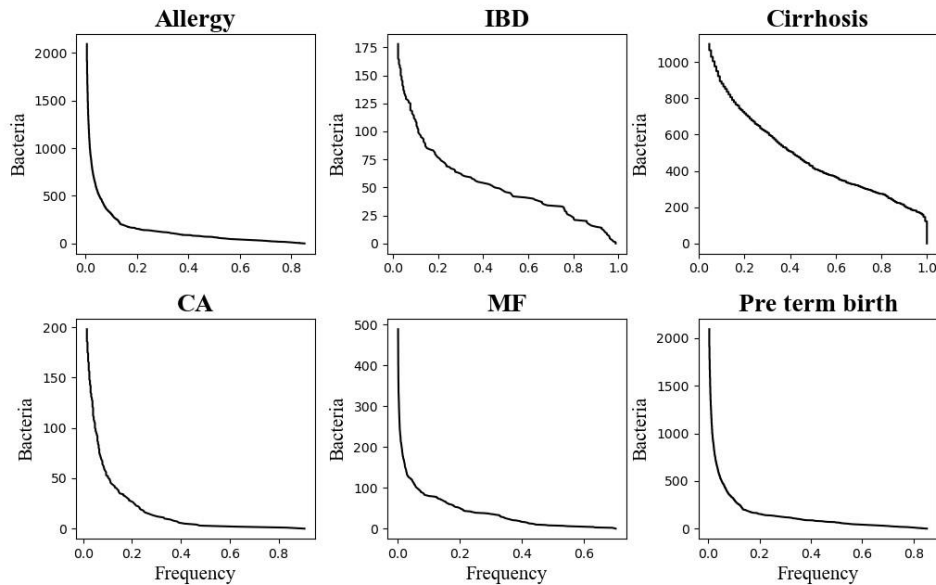 Allergy
IBD
Cirrhosis
Bacteria
2000
1500
1000
500
0
0.0 0.2 0.4 0.6 0.8
Bacteria
175
150
125
100
75
50
25
0
0.0 0.2 0.4 0.6 0.8 1.0
Bacteria
1000
800
600
400
200
0
0.0 0.2 0.4 0.6 0.8 1.0
CA
MF
Pre term birth
Bacteria
200
150
100
50
0
0.0 0.2 0.4 0.6 0.8
Frequency
Bacteria
500
400
300
200
100
0
0.0 0.2 0.4 0.6
Frequency
Bacteria
2000
1500
1000
500
0
0.0 0.2 0.4 0.6 0.8
Frequency